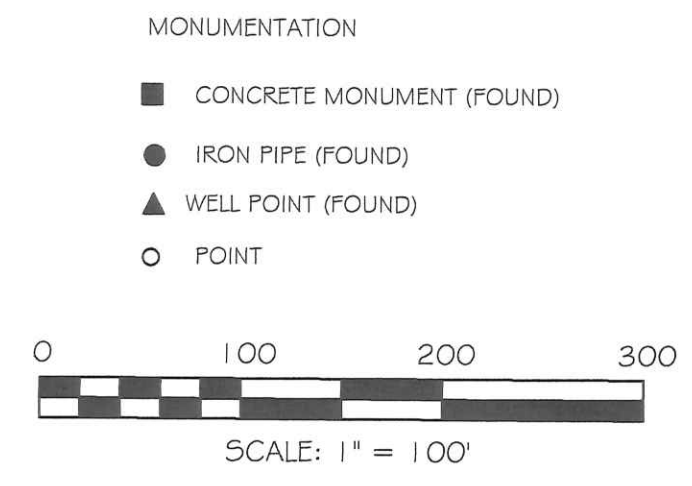 MONUMENTATION
CONCRETE MONUMENT (FOUND)
IRON PIPE (FOUND)
WELL POINT (FOUND)
POINT
0 100 200 300
SCALE: 1" = 100'